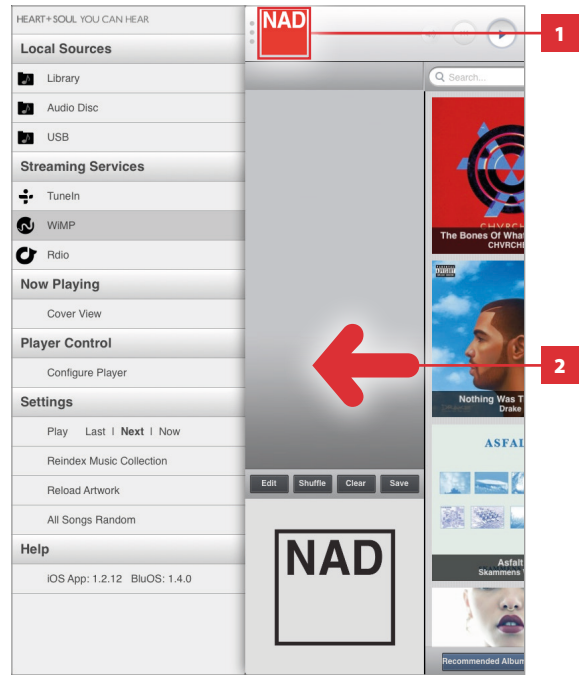 HEART+SOUL YOU CAN HEAR
Local Sources
Library
Audio Disc
USB
Streaming Services
TuneIn
WiMP
Rdio
Now Playing
Cover View
Player Control
Configure Player
Settings
Play Last | Next | Now
Reindex Music Collection
Reload Artwork
All Songs Random
Help
iOS App: 1.2.12 BluOS: 1.4.0
NAD
1
Search...
CHVRCH
The Bones Of What
CHVRCHE
2
Nothing Was T
Drake
Edit Shuffle Clear Save
NAD
ASFAL
Asfalt
Skammens
Recommended Album